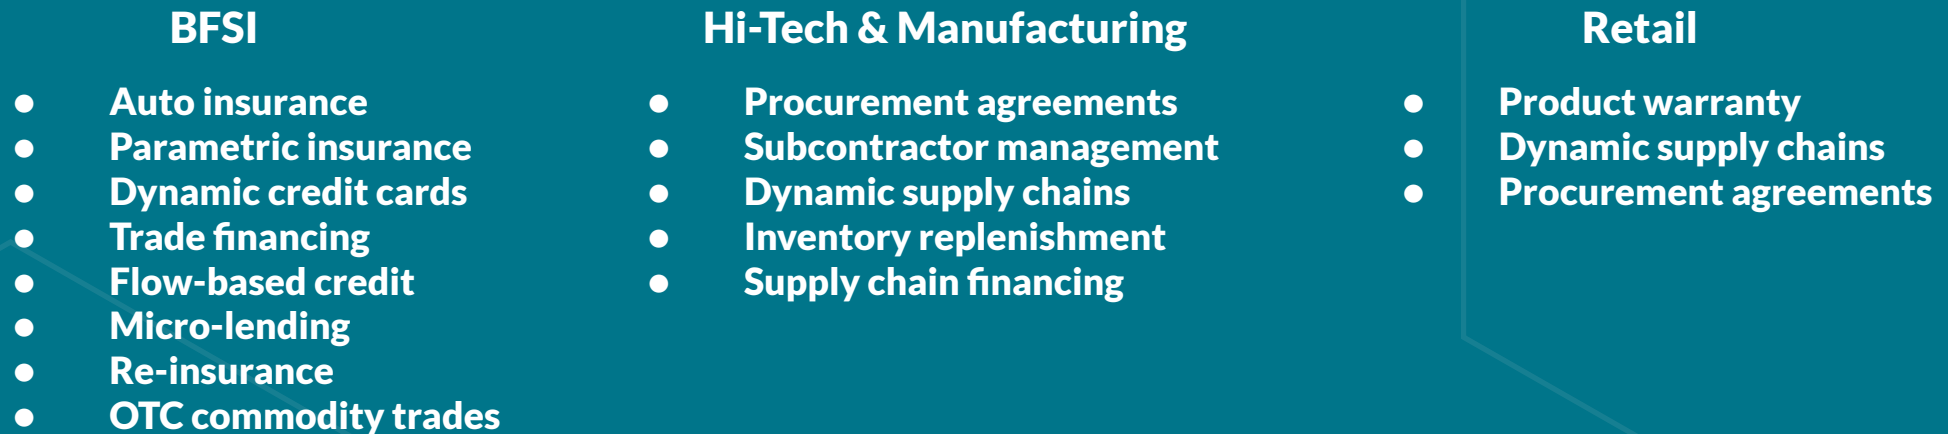 BFSI
● Auto insurance
● Parametric insurance
● Dynamic credit cards
● Trade financing
● Flow-based credit
● Micro-lending
● Re-insurance
● OTC commodity trades
Hi-Tech & Manufacturing
● Procurement agreements
● Subcontractor management
● Dynamic supply chains
● Inventory replenishment
● Supply chain financing
Retail
● Product warranty
● Dynamic supply chains
● Procurement agreements